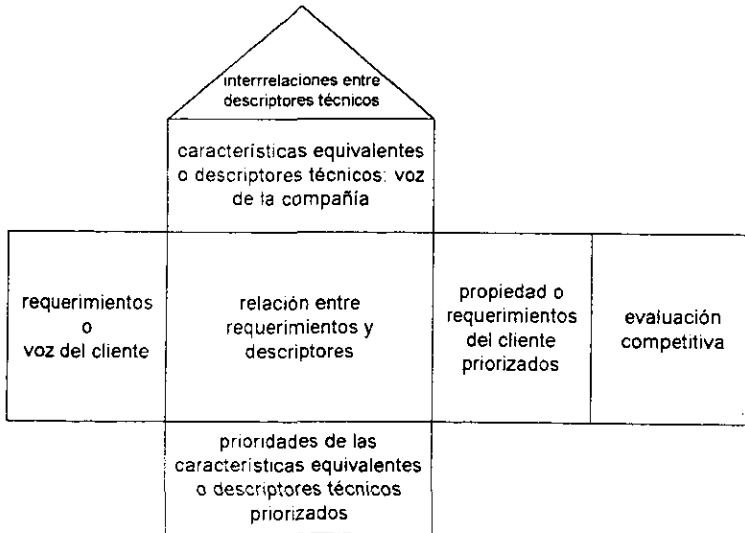 interrrelaciones entre
descriptores técnicos
características equivalentes
o descriptores técnicos: voz
de la compañía
requerimientos
o
voz del cliente
relación entre
requerimientos y
descriptores
propiedad o
requerimientos
del cliente
priorizados
evaluación
competitiva
prioridades de las
características equivalentes
o descriptores técnicos
priorizados